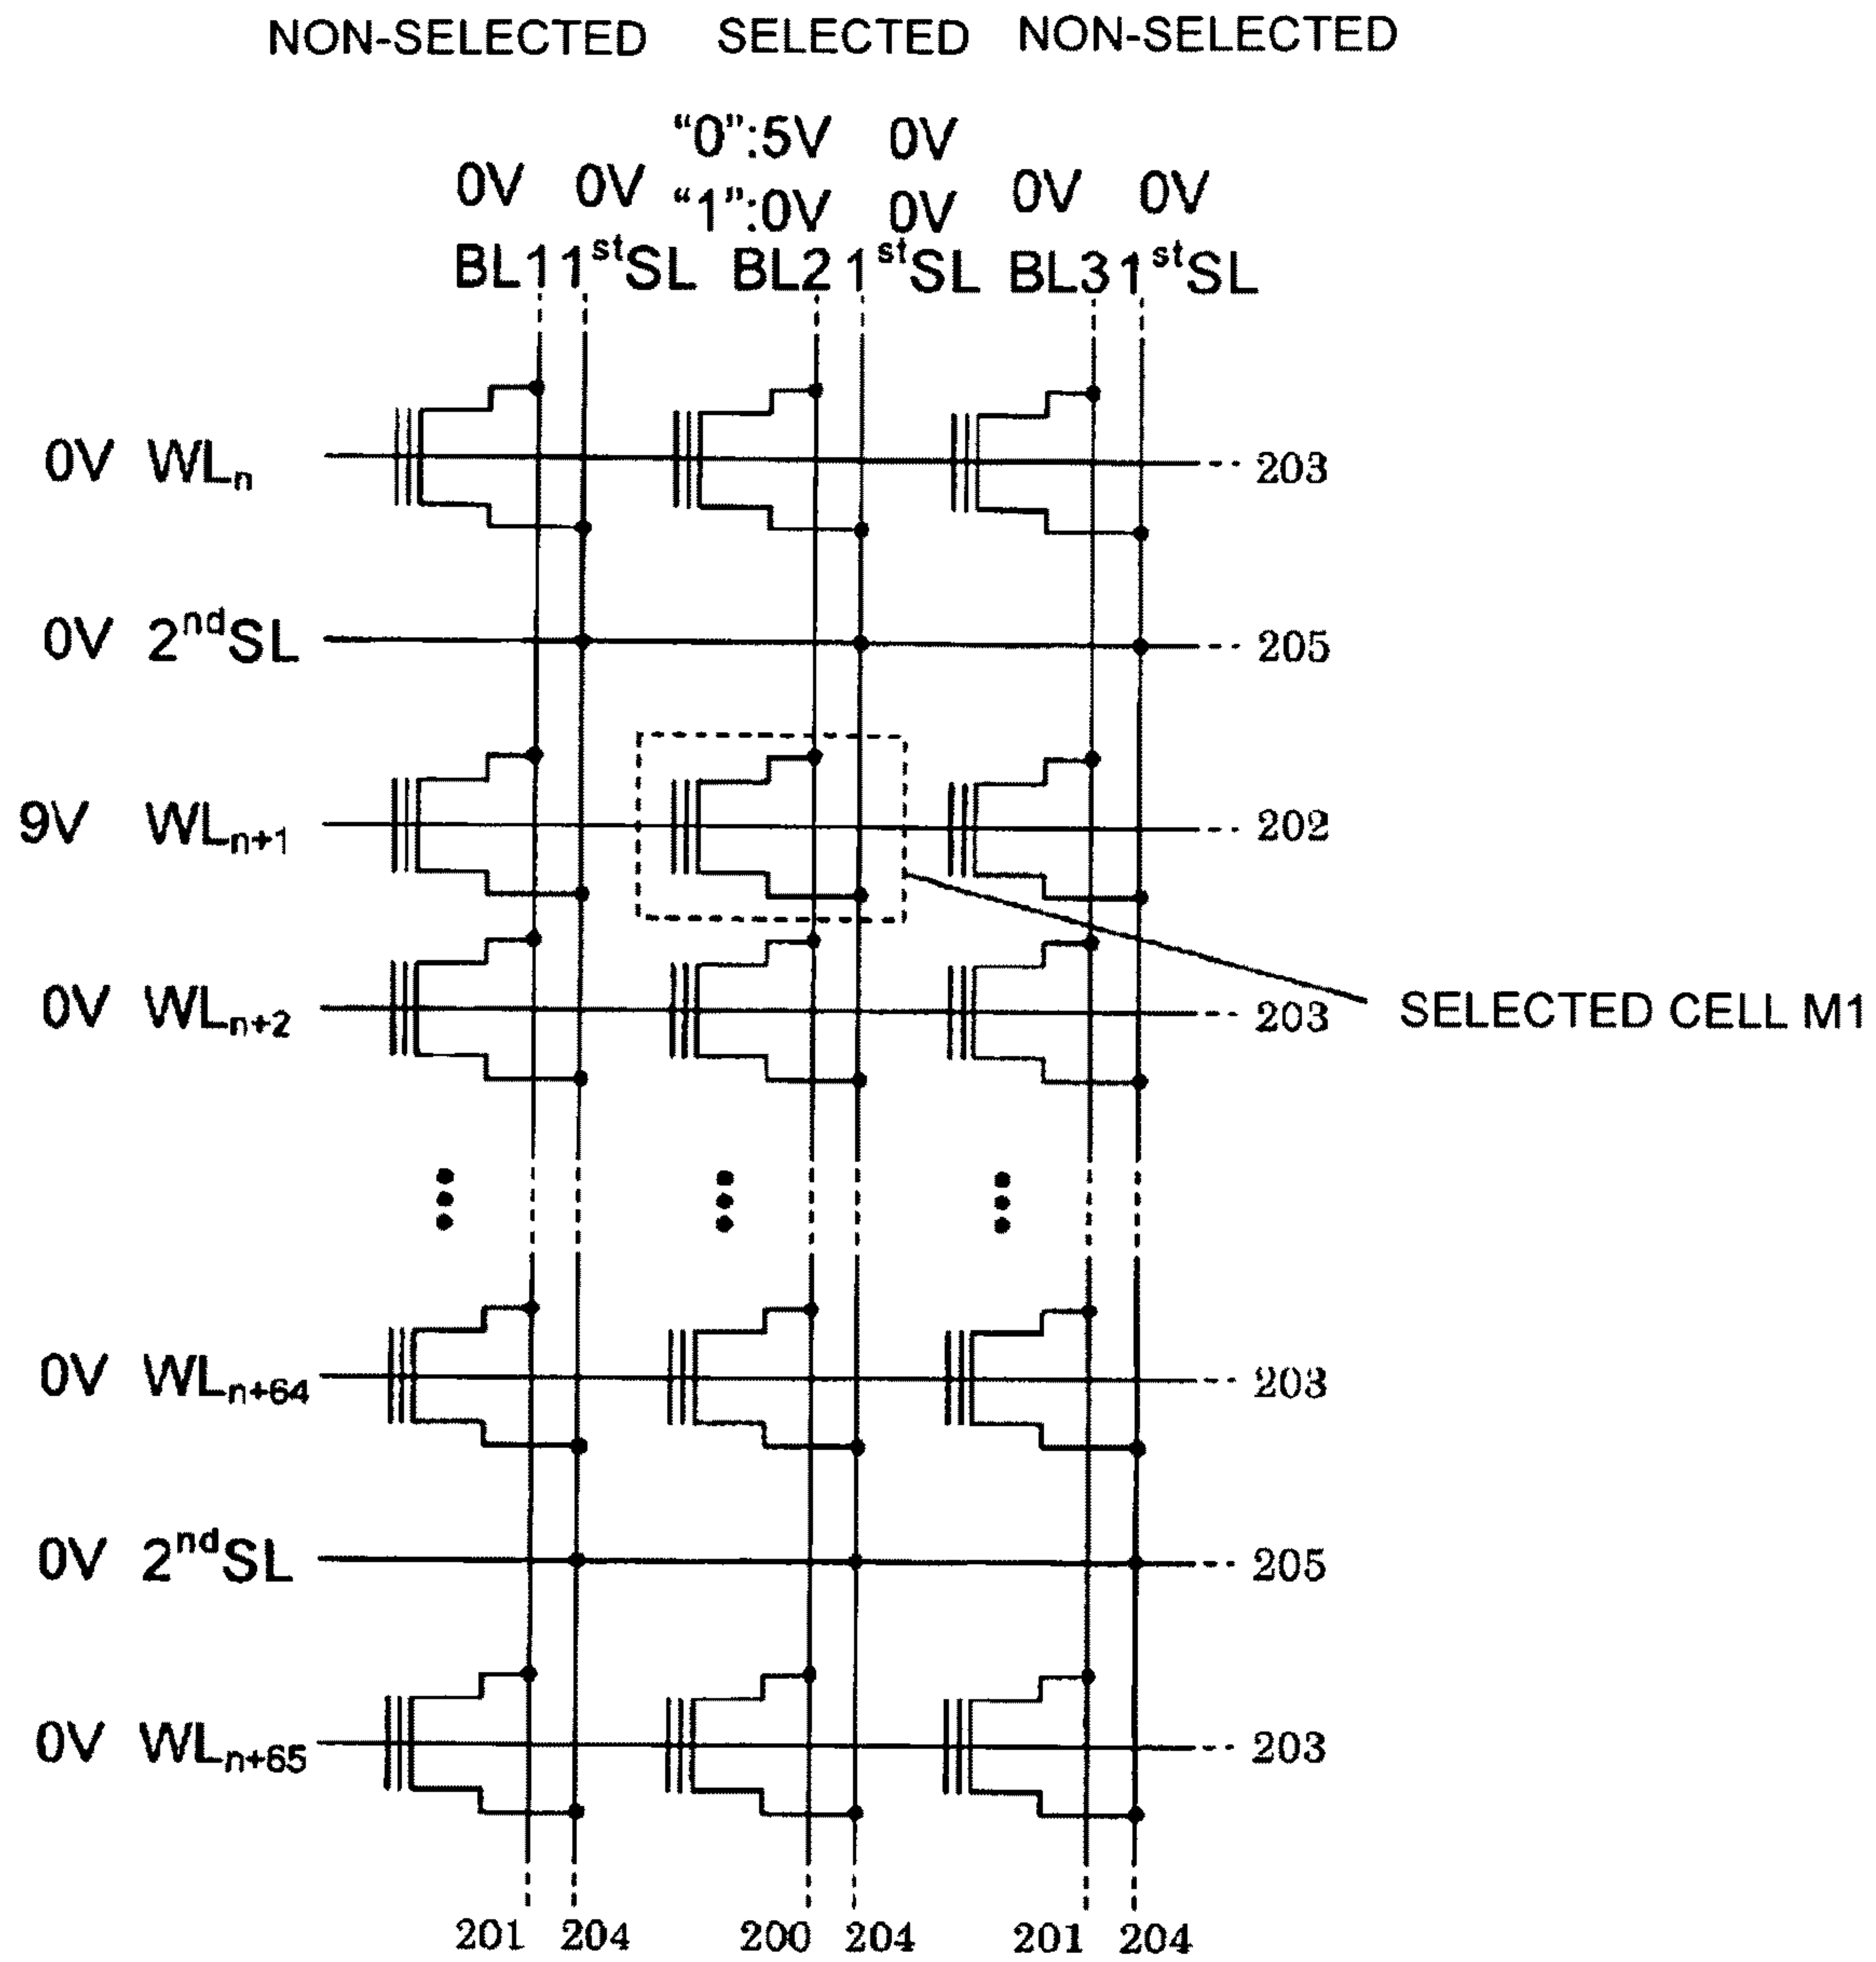 NON-SELECTED SELECTED NON-SELECTED
“0”:5V 0V
0V 0V “1”:0V 0V 0V 0V
BL1 1stSL BL2 1stSL BL3 1stSL
0V WLn 203
0V 2ndSL 205
9V WLn+1 202
0V WLn+2 203 SELECTED CELL M1
0V WLn+64 203
0V 2ndSL 205
0V WLn+65 203
201 204 200 204 201 204